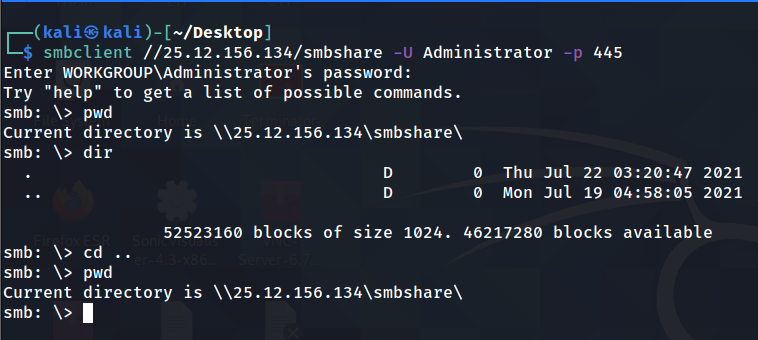 (kali㉿kali)-[~/Desktop]
$ smbclient //25.12.156.134/smbshare -U Administrator -p 445
Enter WORKGROUP\Administrator's password:
Try "help" to get a list of possible commands.
smb: \> pwd
Current directory is \\25.12.156.134\smbshare\
smb: \> dir
. D 0 Thu Jul 22 03:20:47 2021
.. D 0 Mon Jul 19 04:58:05 2021
52523160 blocks of size 1024. 46217280 blocks available
smb: \> cd ..
smb: \> pwd
Current directory is \\25.12.156.134\smbshare\
smb: \>